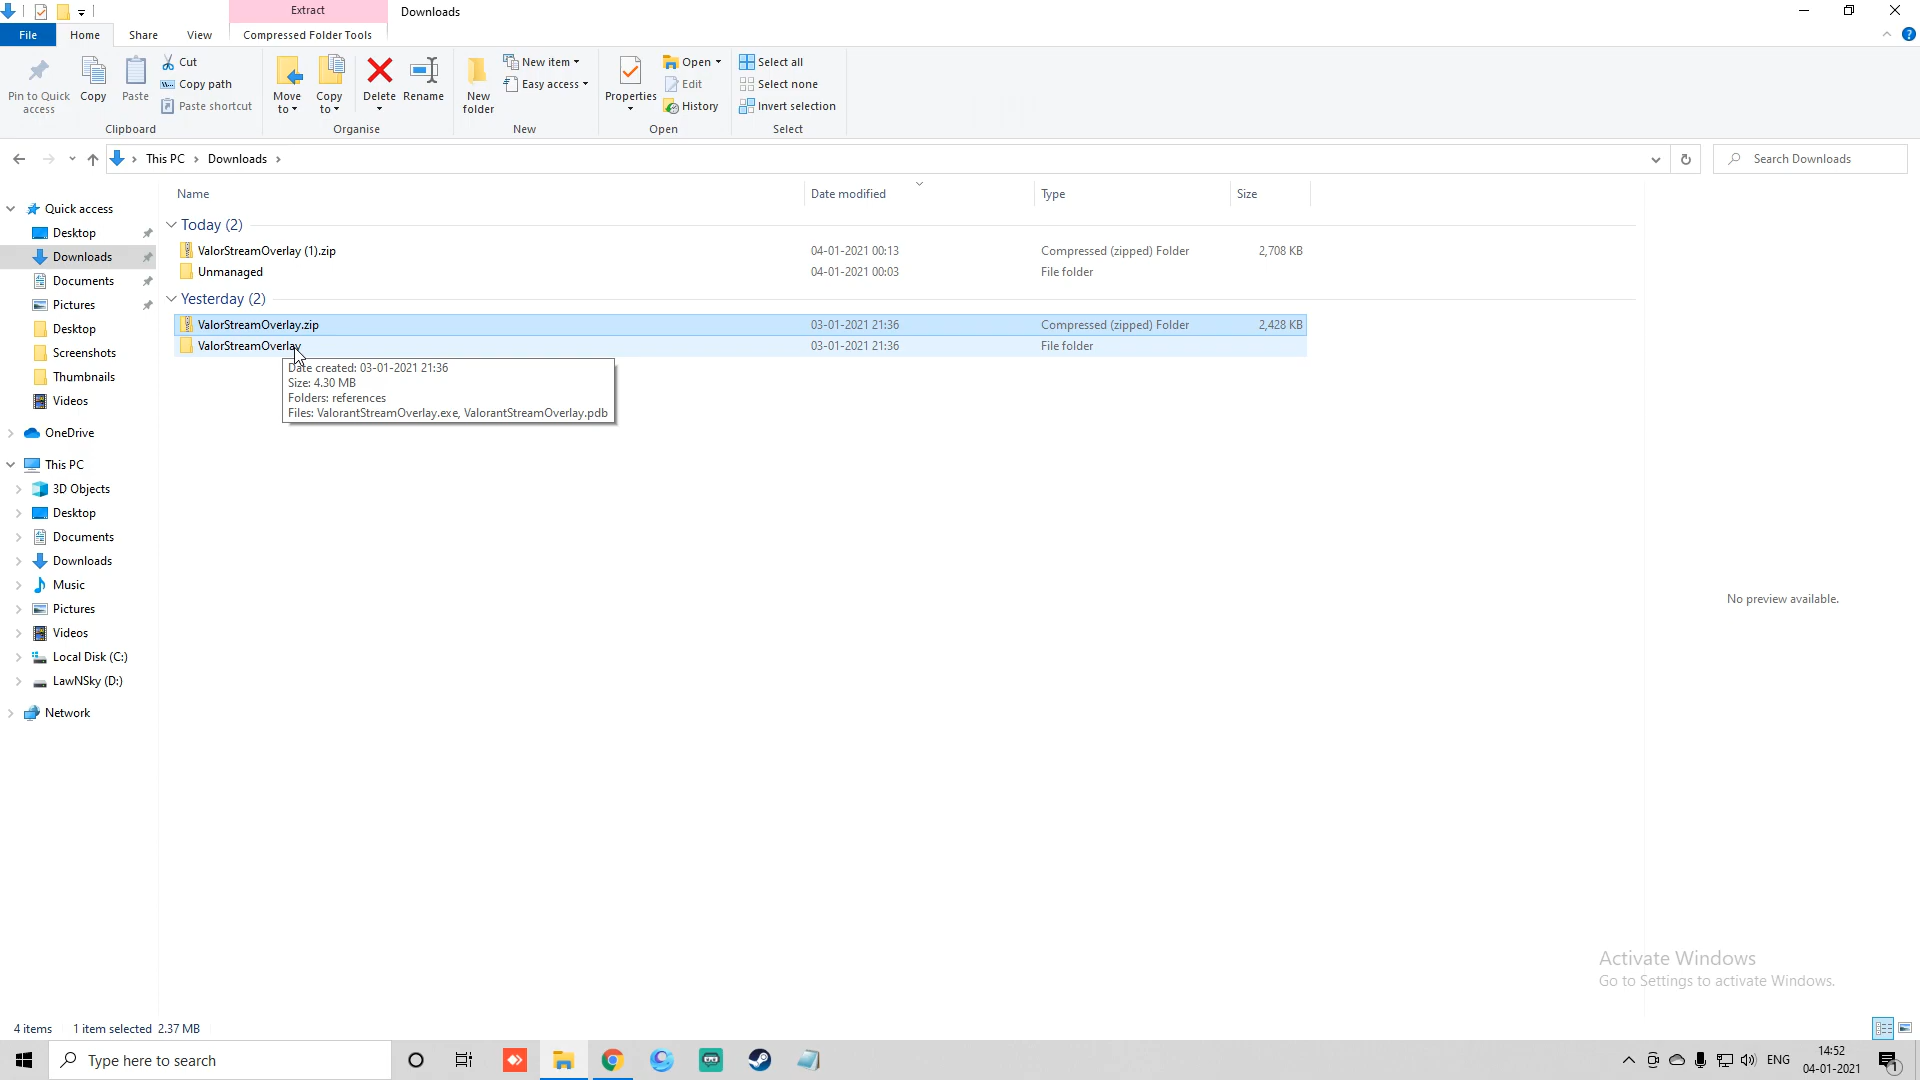 Extract
Downloads
File
Home
Share
View
Compressed Folder Tools
Pin to Quick access
Copy
Paste
Cut
Copy path
Paste shortcut
Clipboard
Move to
Copy to
Delete
Rename
Organise
New folder
New item
Easy access
New
Properties
Open
Edit
History
Open
Select all
Select none
Invert selection
Select
This PC
Downloads
Search Downloads
Name
Date modified
Type
Size
Quick access
Desktop
Downloads
Documents
Pictures
Desktop
Screenshots
Thumbnails
Videos
OneDrive
This PC
3D Objects
Desktop
Documents
Downloads
Music
Pictures
Videos
Local Disk (C:)
LawNSky (D:)
Network
Today (2)
ValorStreamOverlay (1).zip 04-01-2021 00:13 Compressed (zipped) Folder 2,708 KB
Unmanaged 04-01-2021 00:03 File folder
Yesterday (2)
ValorStreamOverlay.zip 03-01-2021 21:36 Compressed (zipped) Folder 2,428 KB
ValorStreamOverlay 03-01-2021 21:36 File folder
Date created: 03-01-2021 21:36
Size: 4.30 MB
Folders: references
Files: ValorantStreamOverlay.exe, ValorantStreamOverlay.pdb
No preview available.
Activate Windows
Go to Settings to activate Windows.
4 items 1 item selected 2.37 MB
Type here to search
ENG
14:52
04-01-2021
1